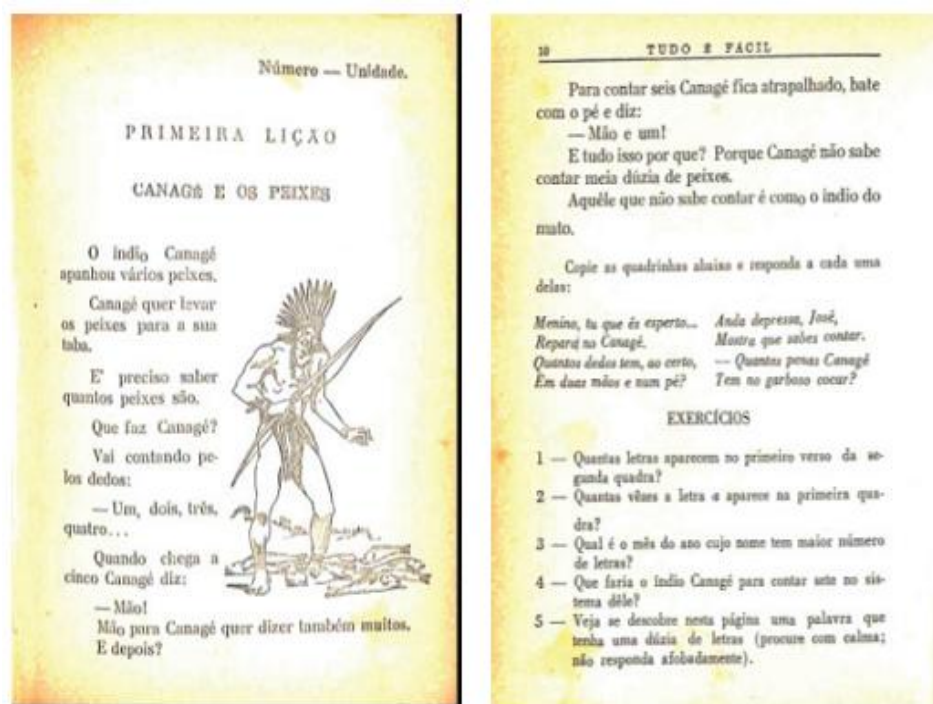 Número — Unidade.
PRIMEIRA LIÇÃO
CANAGÉ E OS PEIXES
O índio Canagé
apanhou vários peixes.
Canagé quer levar
os peixes para a sua
taba.
E' preciso saber
quantos peixes são.
Que faz Canagé?
Vai contando pe-
los dedos:
— Um, dois, três,
quatro...
Quando chega a
cinco Canagé diz:
— Mão!
Mão para Canagé quer dizer também muitos.
E depois?
10 TUDO É FACIL
Para contar seis Canagé fica atrapalhado, bate
com o pé e diz:
— Mão e um!
E tudo isso por que? Porque Canagé não sabe
contar meia dúzia de peixes.
Aquêle que não sabe contar é como o índio do
mato.
Copie as quadrinhas abaixo e responda a cada uma
delas:
Menino, tu que és esperto...
Repara no Canagé.
Quantos dedos tem, ao certo,
Em duas mãos e num pé?
Anda depressa, José,
Mostra que sabes contar.
— Quantas penas Canagé
Tem no garboso cocar?
EXERCÍCIOS
1 — Quantas letras aparecem no primeiro verso da se-
gunda quadra?
2 — Quantas vêzes a letra a aparece na primeira qua-
dra?
3 — Qual é o mês do ano cujo nome tem maior número
de letras?
4 — Que faria o índio Canagé para contar sete no sis-
tema dêle?
5 — Veja se descobre nesta página uma palavra que
tenha uma dúzia de letras (procure com calma;
não responda afobadamente).